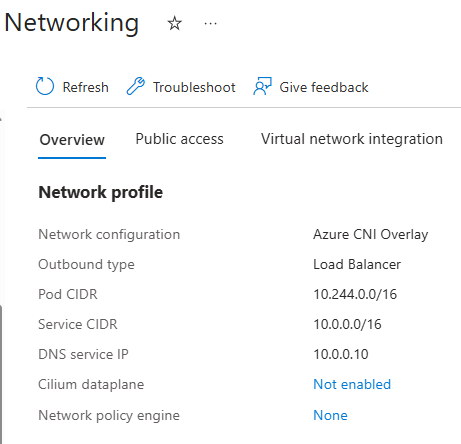 Networking ☆ ...
Refresh Troubleshoot Give feedback
Overview Public access Virtual network integration
Network profile
Network configuration Azure CNI Overlay
Outbound type Load Balancer
Pod CIDR 10.244.0.0/16
Service CIDR 10.0.0.0/16
DNS service IP 10.0.0.10
Cilium dataplane Not enabled
Network policy engine None